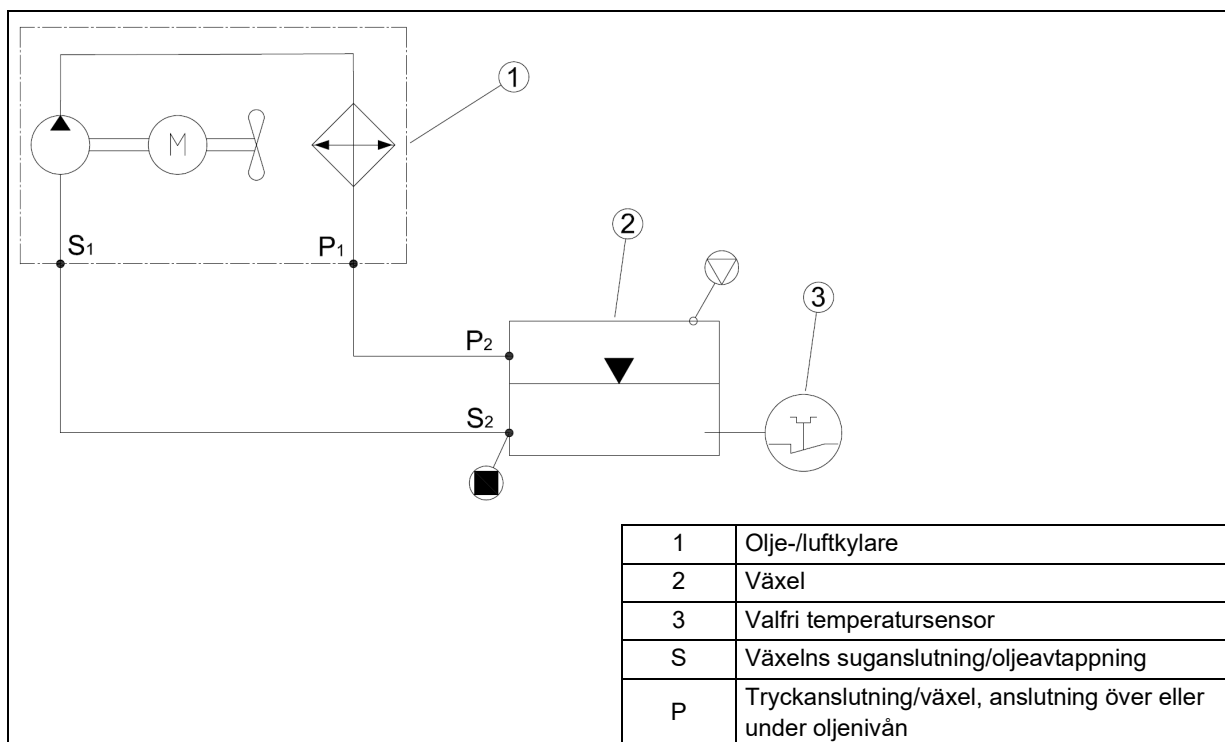 1
M
S1
P1
2
P2
3
S2
1 Olje-/luftkylare
2 Växel
3 Valfri temperatursensor
S Växelns suganslutning/oljeavtappning
P Tryckanslutning/växel, anslutning över eller
under oljenivån